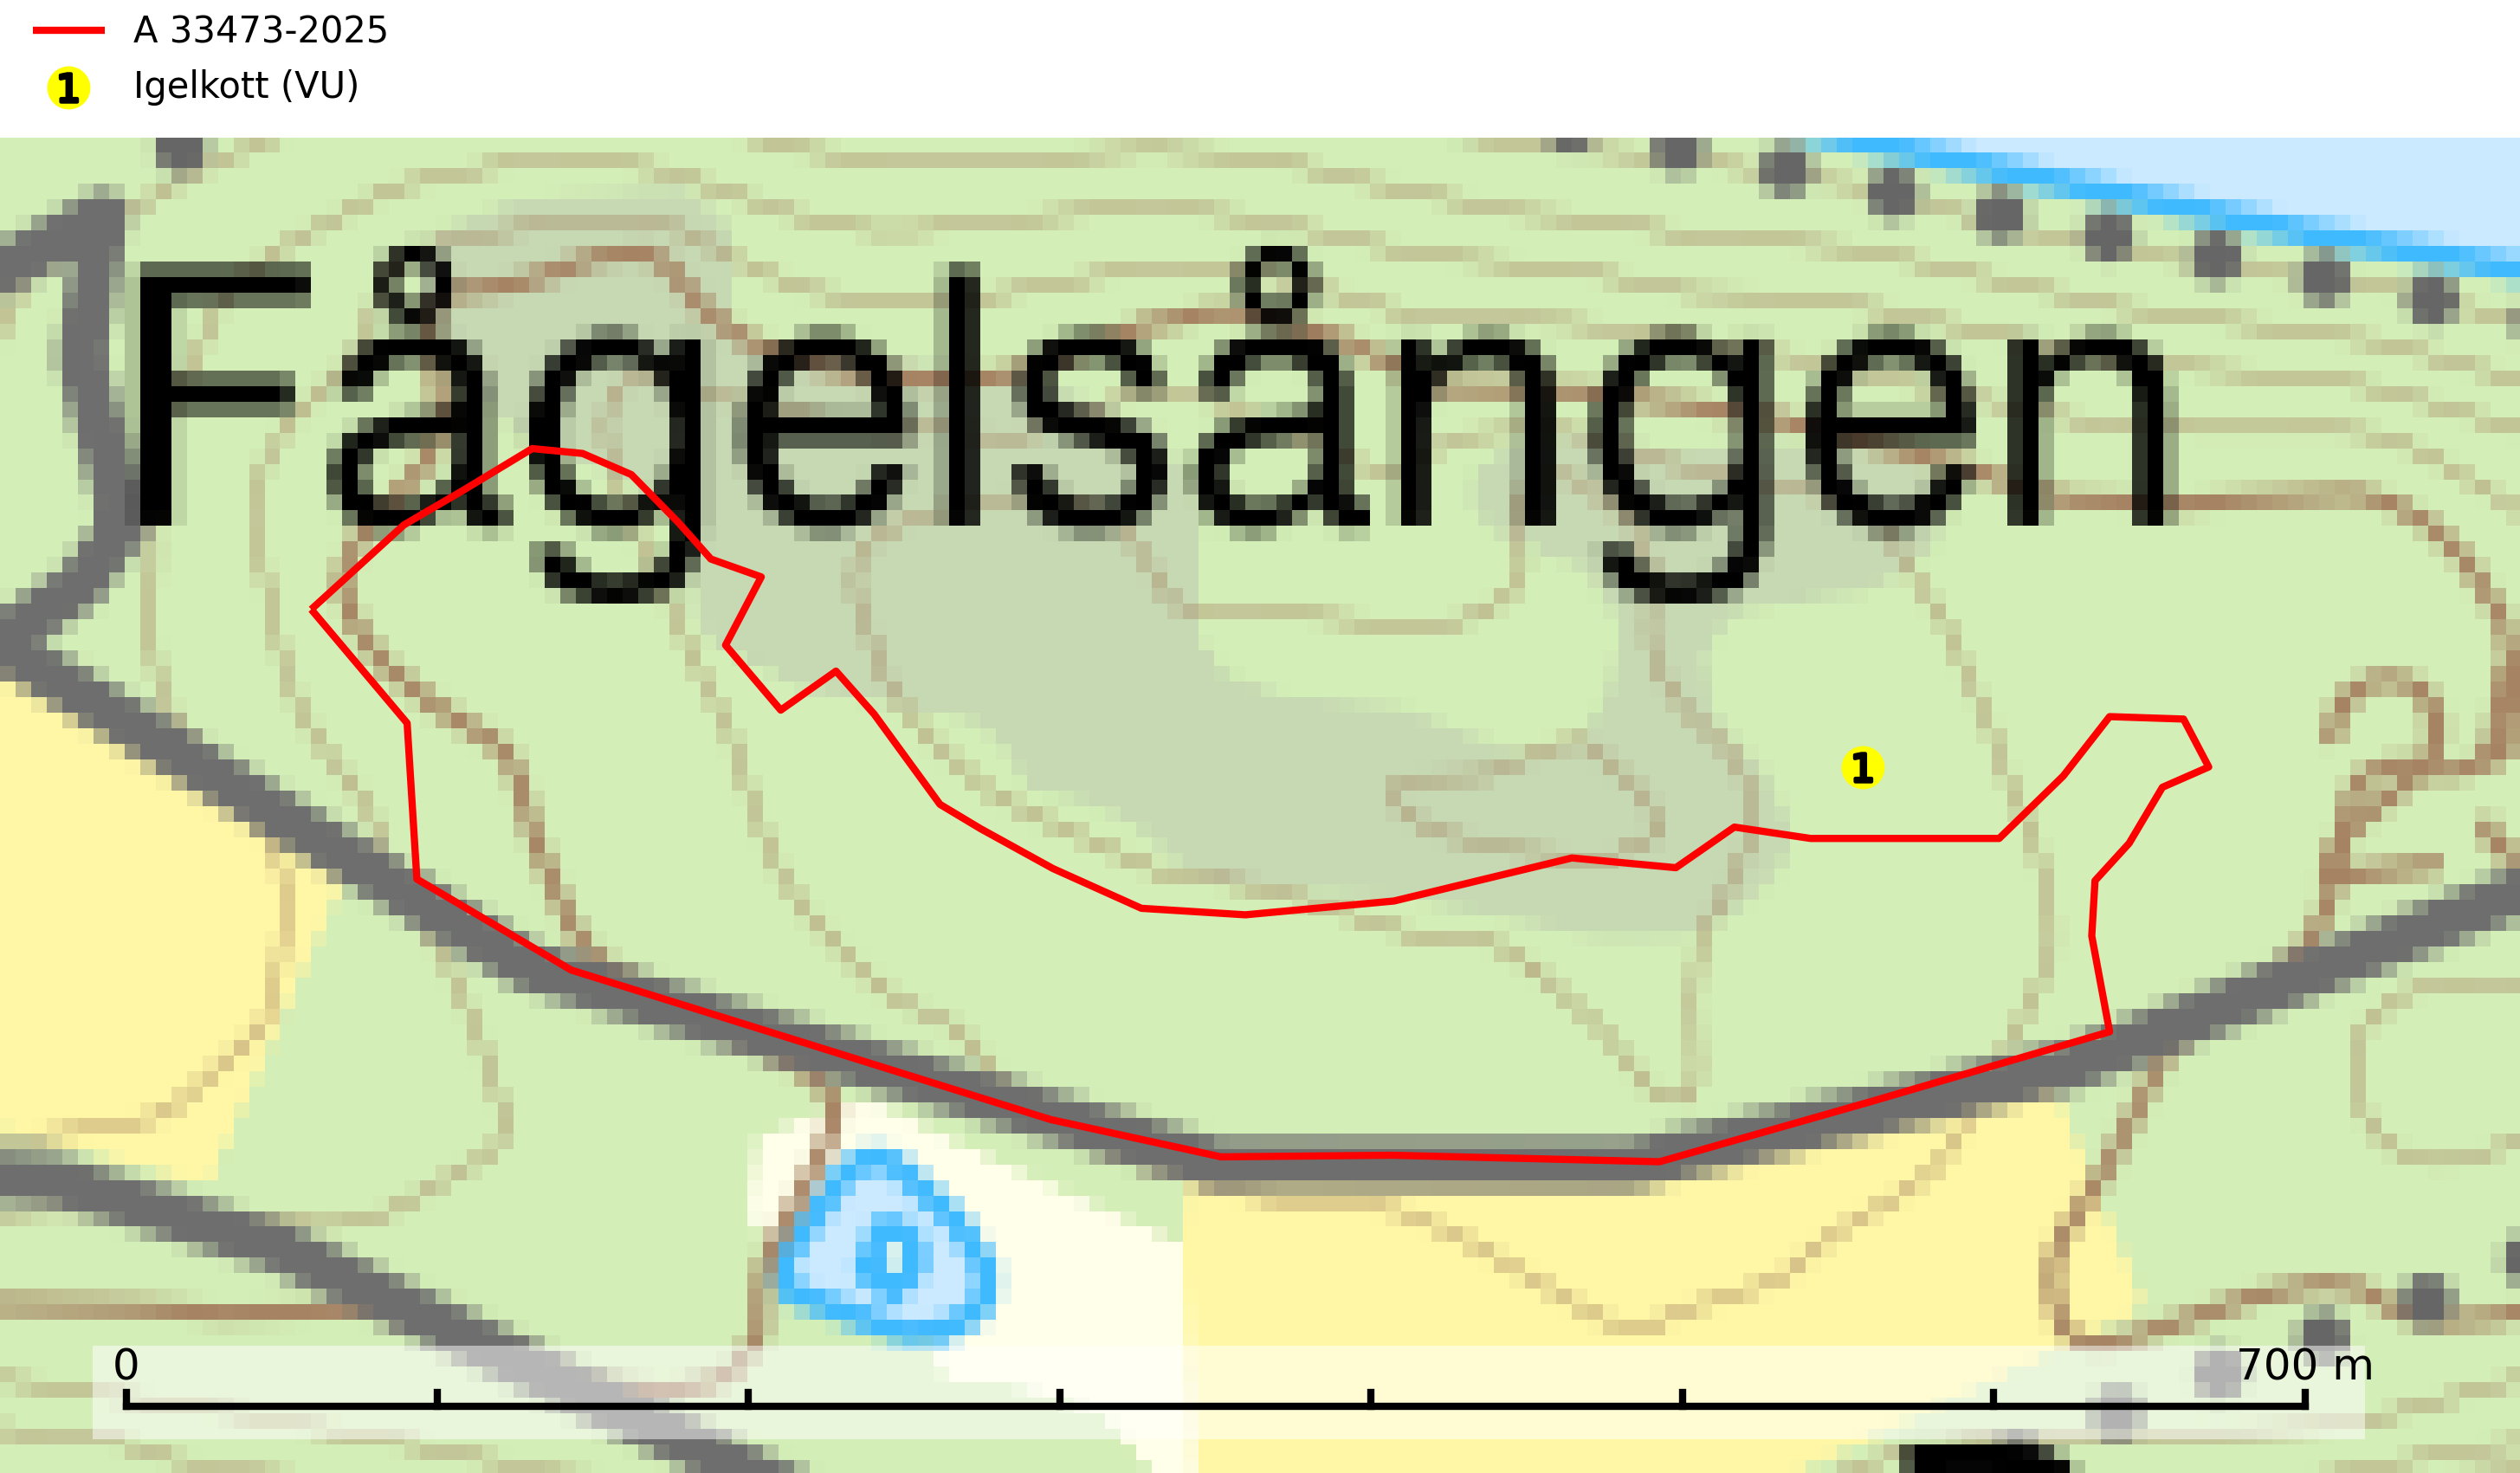 A 33473-2025
1 Igelkott (VU)
Fågelsången
1
0 700 m